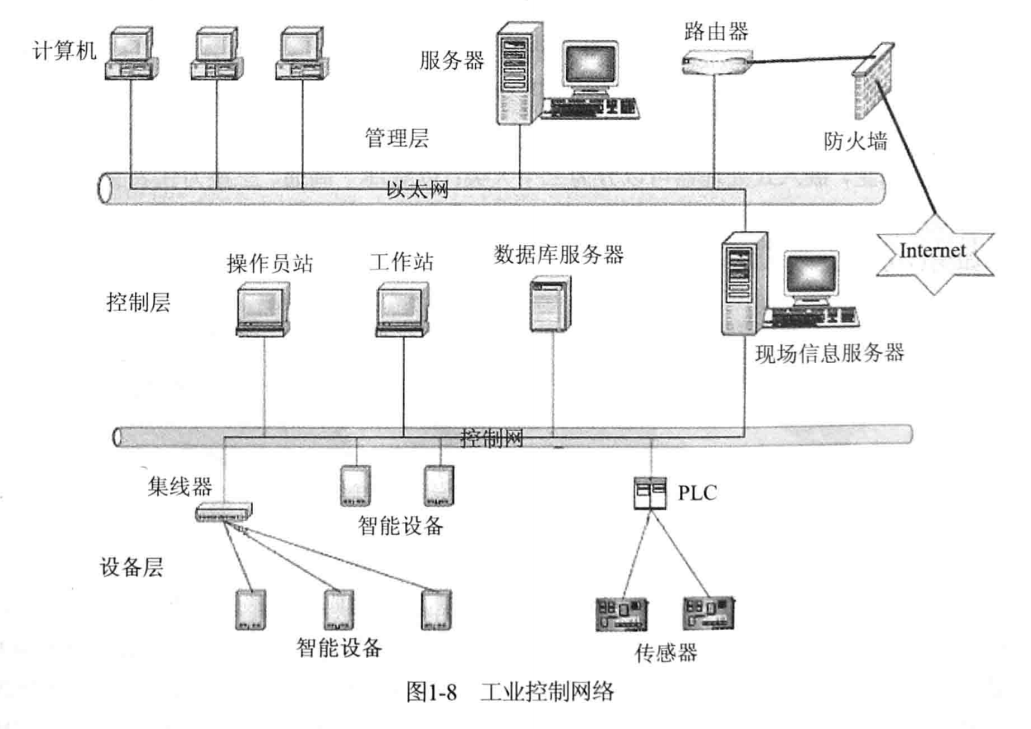 计算机
服务器
路由器
防火墙
管理层
以太网
Internet
操作员站
工作站
数据库服务器
控制层
现场信息服务器
控制网
集线器
智能设备
PLC
设备层
智能设备
传感器
图1-8 工业控制网络